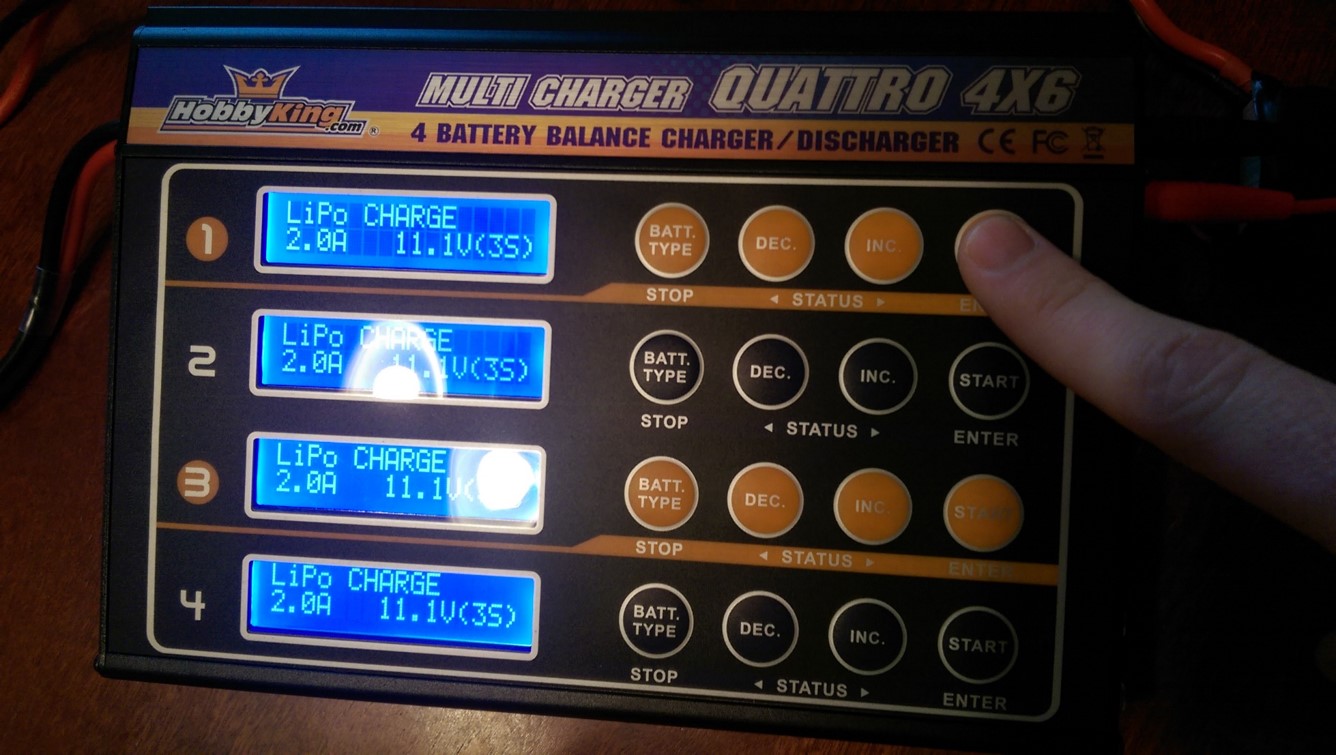 HobbyKing.com®
MULTI CHARGER QUATTRO 4X6
4 BATTERY BALANCE CHARGER/DISCHARGER CE FC
1
LiPo CHARGE
2.0A 11.1V(3S)
BATT. TYPE
DEC.
INC.
STOP
◄ STATUS ►
2
LiPo CHARGE
2.0A 11.1V(3S)
BATT. TYPE
DEC.
INC.
START
STOP
◄ STATUS ►
ENTER
3
LiPo CHARGE
2.0A 11.1V(
BATT. TYPE
DEC.
INC.
START
STOP
◄ STATUS ►
ENTER
4
LiPo CHARGE
2.0A 11.1V(3S)
BATT. TYPE
DEC.
INC.
START
STOP
◄ STATUS ►
ENTER